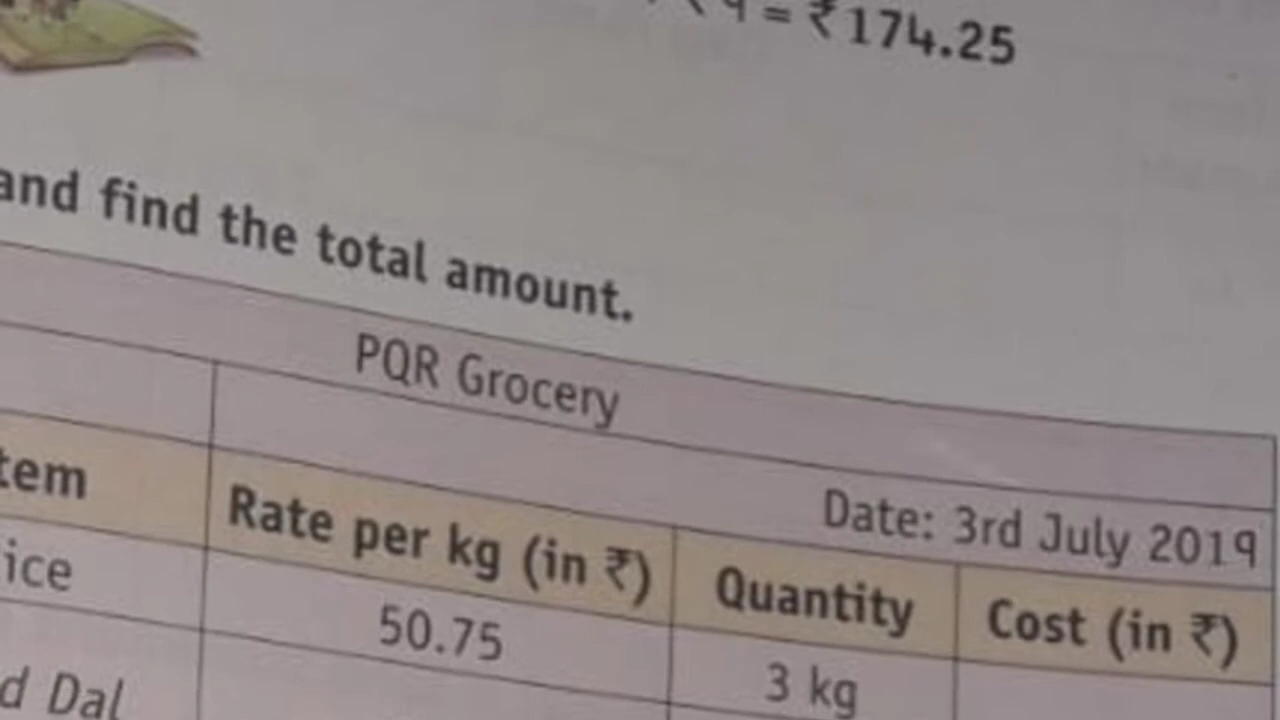 = ₹174.25
and find the total amount.
PQR Grocery
Date: 3rd July 2019
tem Rate per kg (in ₹) Quantity Cost (in ₹)
ice 50.75 3 kg
d Dal